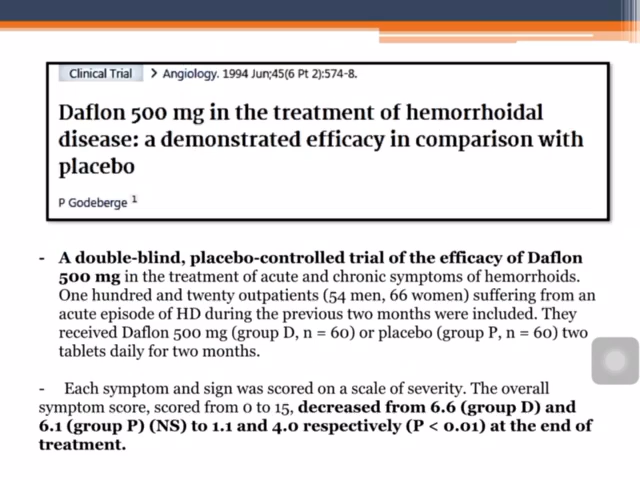 Clinical Trial > Angiology. 1994 Jun;45(6 Pt 2):574-8.
Daflon 500 mg in the treatment of hemorrhoidal
disease: a demonstrated efficacy in comparison with
placebo
P Godeberge 1
- A double-blind, placebo-controlled trial of the efficacy of Daflon
500 mg in the treatment of acute and chronic symptoms of hemorrhoids.
One hundred and twenty outpatients (54 men, 66 women) suffering from an
acute episode of HD during the previous two months were included. They
received Daflon 500 mg (group D, n = 60) or placebo (group P, n = 60) two
tablets daily for two months.
- Each symptom and sign was scored on a scale of severity. The overall
symptom score, scored from 0 to 15, decreased from 6.6 (group D) and
6.1 (group P) (NS) to 1.1 and 4.0 respectively (P < 0.01) at the end of
treatment.